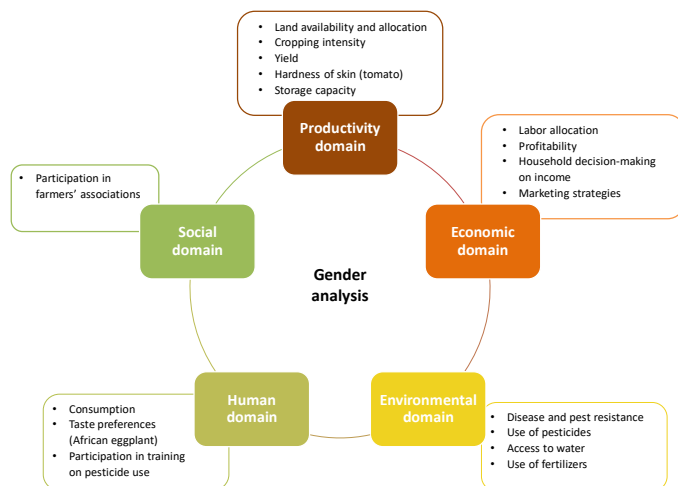 • Land availability and allocation
• Cropping intensity
• Yield
• Hardness of skin (tomato)
• Storage capacity
Productivity
domain
• Labor allocation
• Profitability
• Household decision-making
on income
• Marketing strategies
Economic
domain
• Participation in
farmers’ associations
Social
domain
Gender
analysis
Human
domain
• Consumption
• Taste preferences
(African eggplant)
• Participation in training
on pesticide use
Environmental
domain
• Disease and pest resistance
• Use of pesticides
• Access to water
• Use of fertilizers